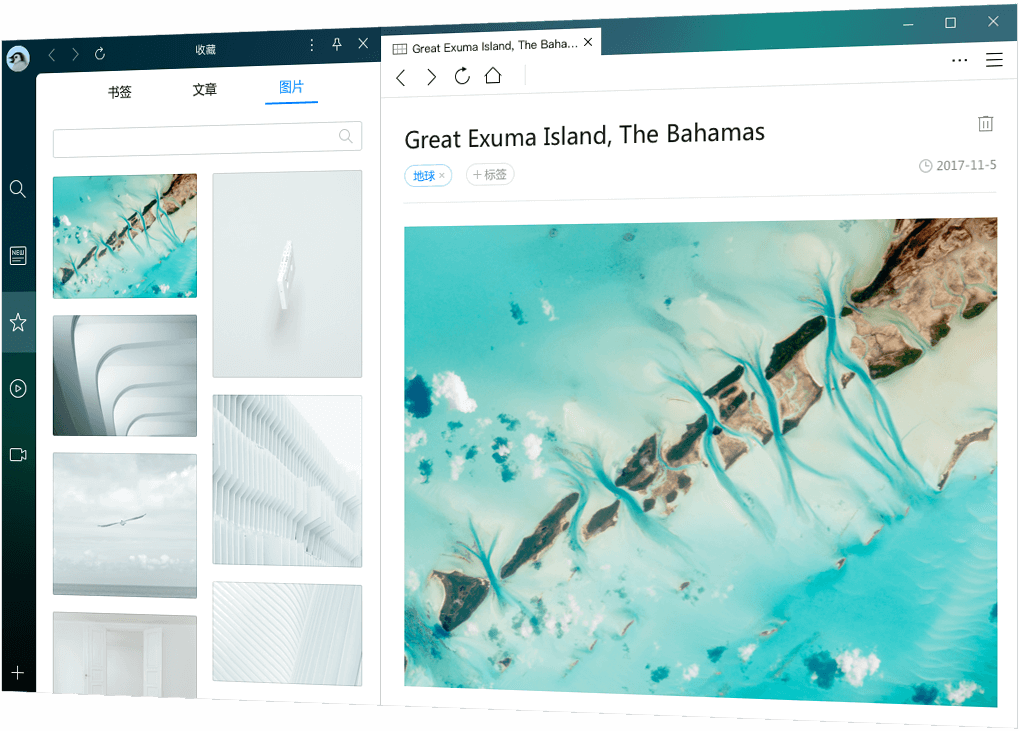 收藏
书签
文章
图片
NEW
Great Exuma Island, The Baha...
Great Exuma Island, The Bahamas
地球 ×
+标签
2017-11-5